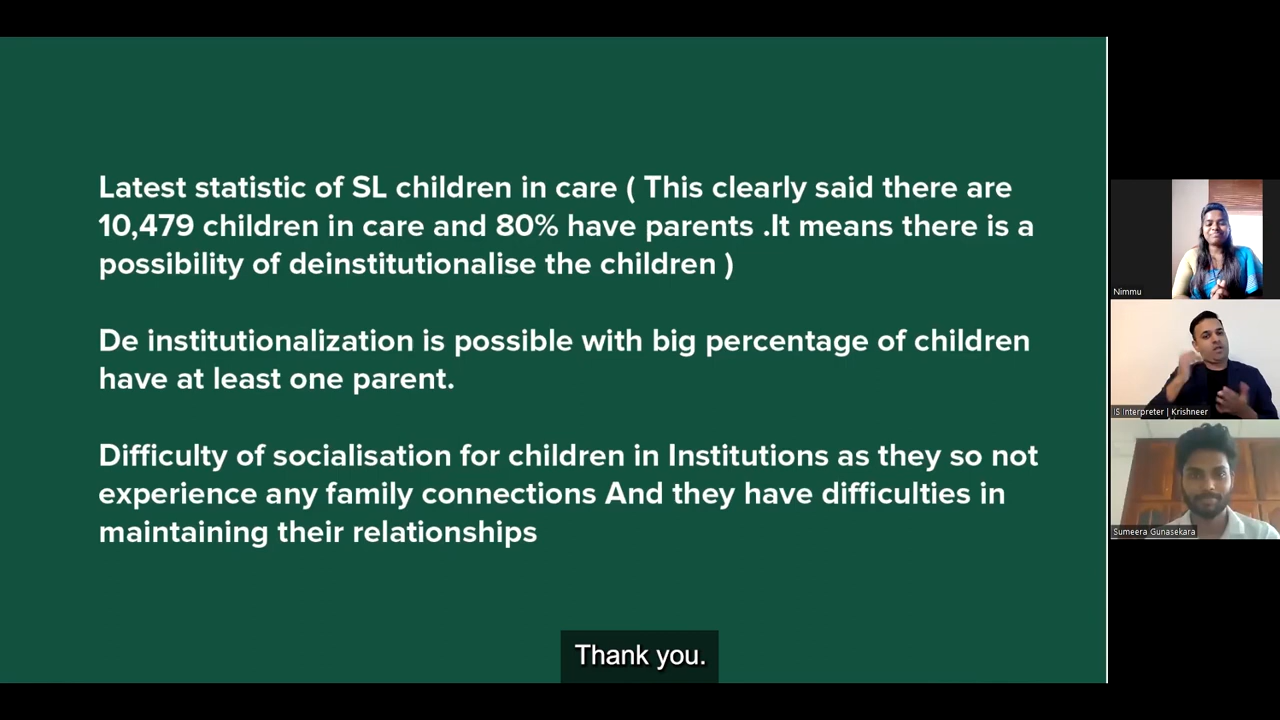 Latest statistic of SL children in care ( This clearly said there are
10,479 children in care and 80% have parents .It means there is a
possibility of deinstitutionalise the children )
De institutionalization is possible with big percentage of children
have at least one parent.
Difficulty of socialisation for children in Institutions as they so not
experience any family connections And they have difficulties in
maintaining their relationships
Thank you.
Nimmu
IS Interpreter | Krishneer
Sumeera Gunasekara